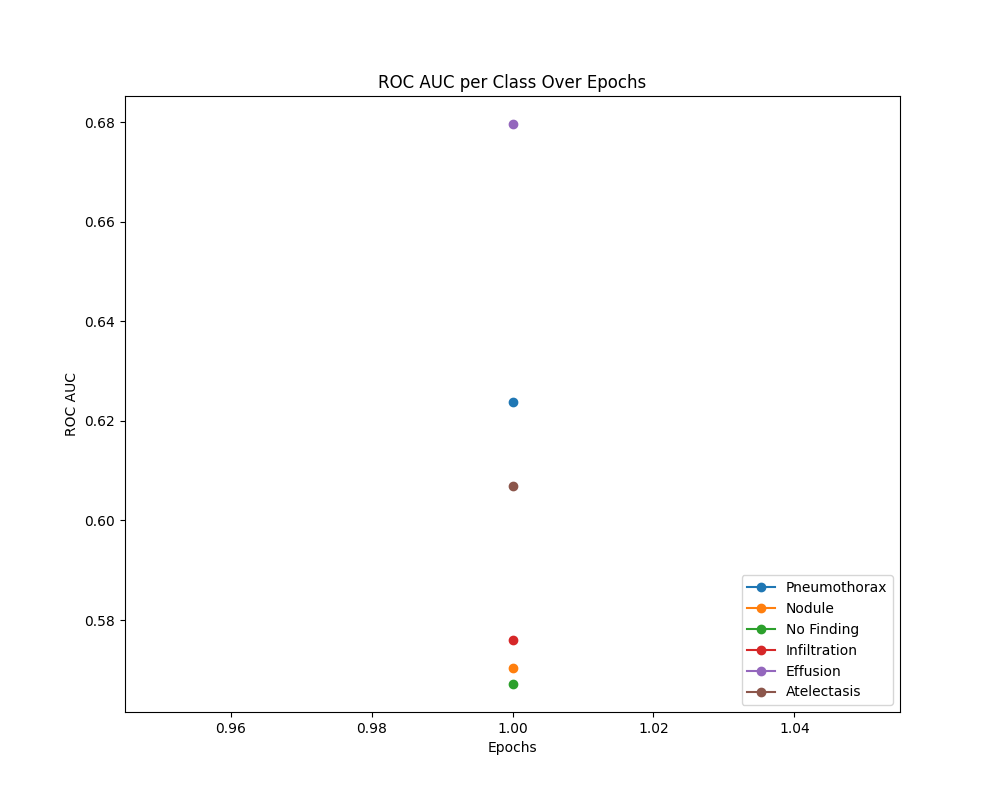 ROC AUC per Class Over Epochs
ROC AUC
0.68
0.66
0.64
0.62
0.60
0.58
0.96
0.98
1.00
1.02
1.04
Epochs
Pneumothorax
Nodule
No Finding
Infiltration
Effusion
Atelectasis